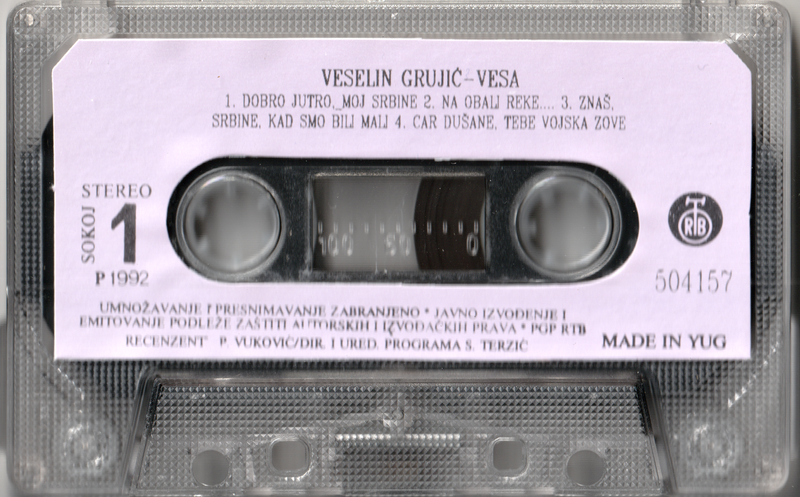 VESELIN GRUJIĆ-VESA
1. DOBRO JUTRO, MOJ SRBINE 2. NA OBALI REKE.... 3. ZNAŠ,
SRBINE, KAD SMO BILI MALI 4. CAR DUŠANE, TEBE VOJSKA ZOVE
STEREO
SOKOJ
1
P 1992
100 50 0
RTB
504157
UMNOŽAVANJE I PRESNIMAVANJE ZABRANJENO * JAVNO IZVOĐENJE I
EMITOVANJE PODLEŽE ZAŠTITI AUTORSKIH I IZVOĐAČKIH PRAVA * PGP RTB
RECENZENT P. VUKOVIĆ/DIR. I URED. PROGRAMA S. TERZIĆ
MADE IN YUG